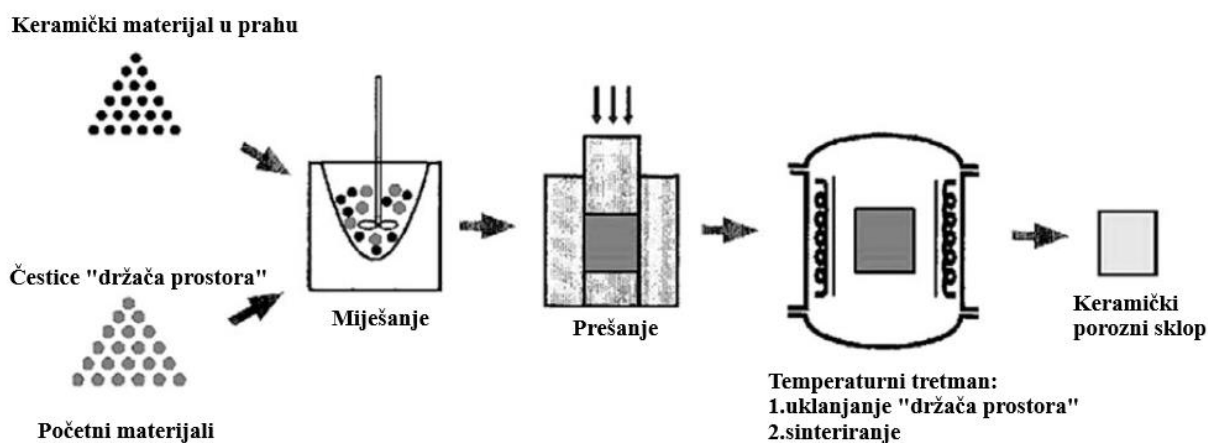 Keramički materijal u prahu
Čestice "držača prostora"
Početni materijali
Miješanje
Prešanje
Temperaturni tretman:
1.uklanjanje "držača prostora"
2.sinteriranje
Keramički
porozni sklop